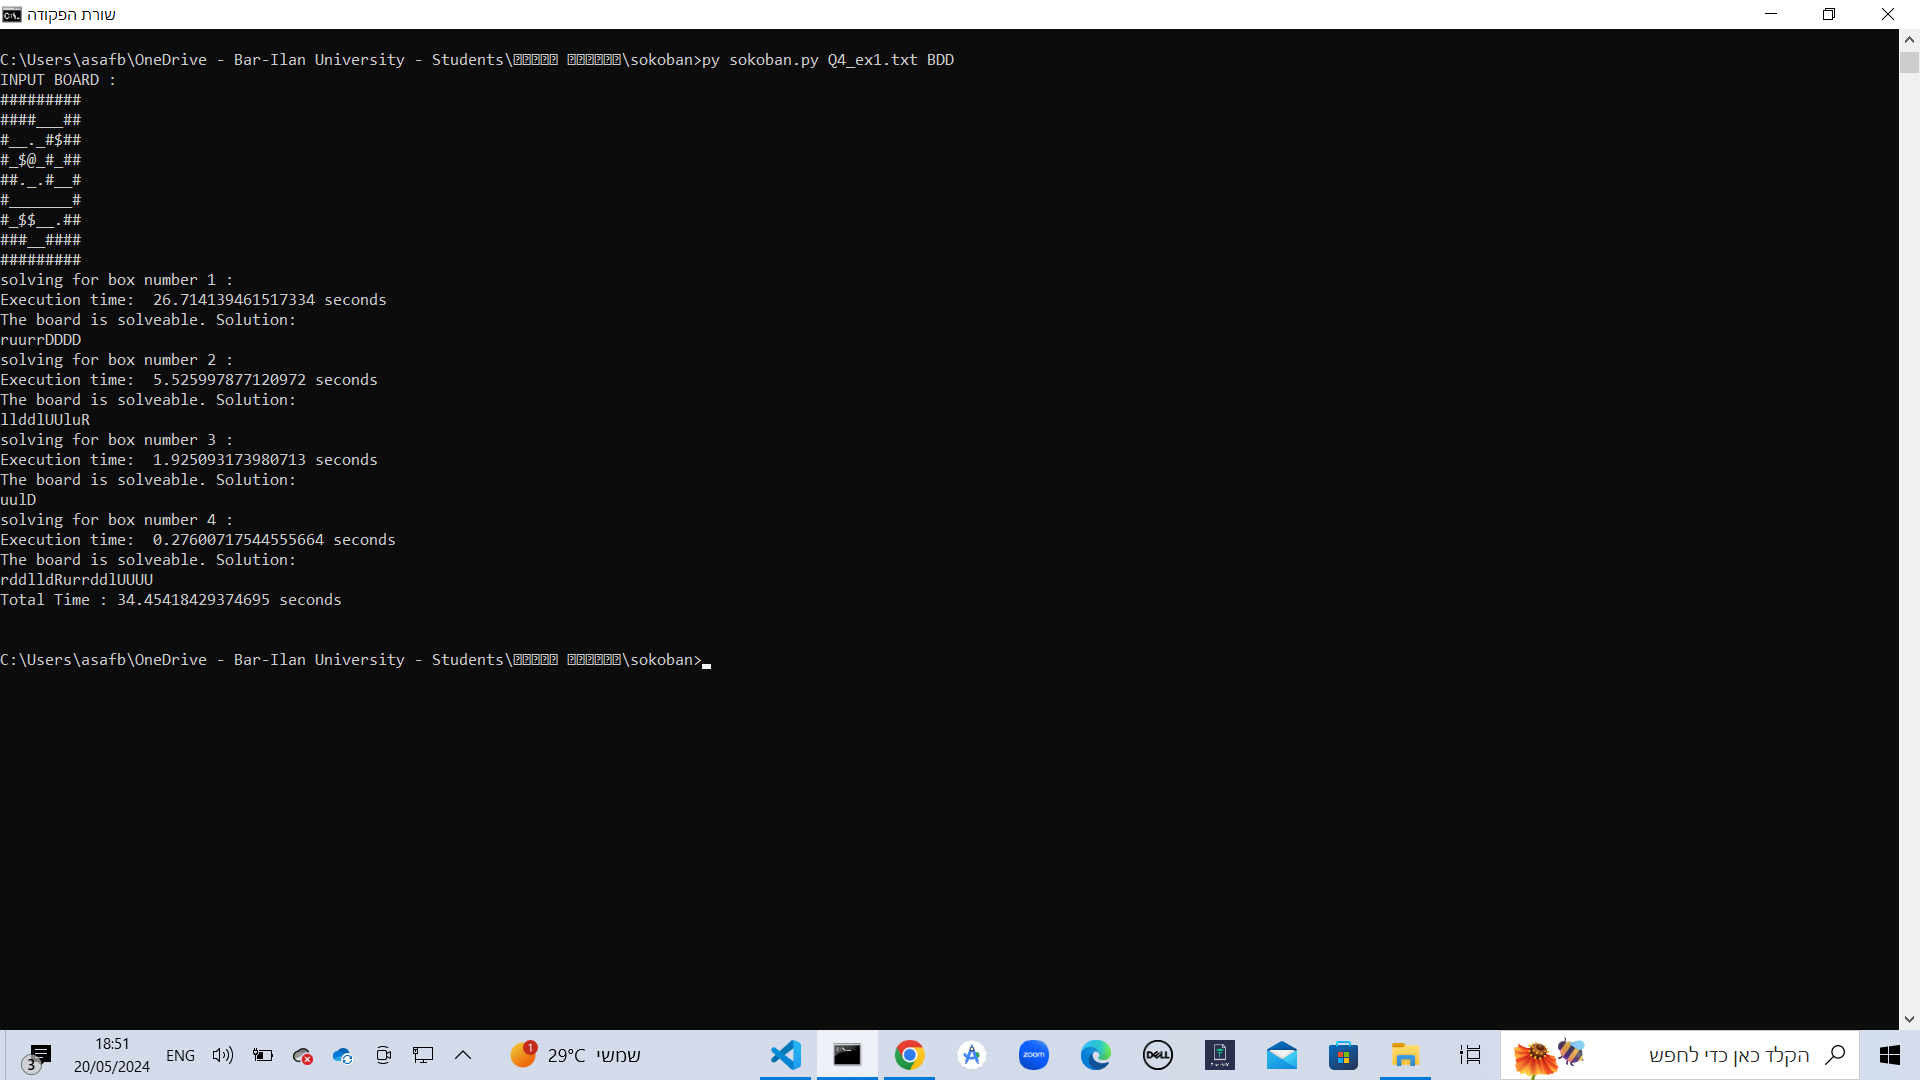 שורת הפקודה
C:\Users\asafb\OneDrive - Bar-Ilan University - Students\ \sokoban>py sokoban.py Q4_ex1.txt BDD
INPUT BOARD :
#########
####___##
#__._#$##
#_$@_#_##
##._.#__#
#_______#
#_$$__.##
###__####
#########
solving for box number 1 :
Execution time:  26.714139461517334 seconds
The board is solveable. Solution:
ruurrDDDD
solving for box number 2 :
Execution time:  5.525997877120972 seconds
The board is solveable. Solution:
llddlUUluR
solving for box number 3 :
Execution time:  1.925093173980713 seconds
The board is solveable. Solution:
uulD
solving for box number 4 :
Execution time:  0.27600717544555664 seconds
The board is solveable. Solution:
rddlldRurrddlUUUU
Total Time : 34.45418429374695 seconds
C:\Users\asafb\OneDrive - Bar-Ilan University - Students\ \sokoban>
3
18:51
20/05/2024
ENG
1
29°C שמשי
zoom
DELL
הקלד כאן כדי לחפש